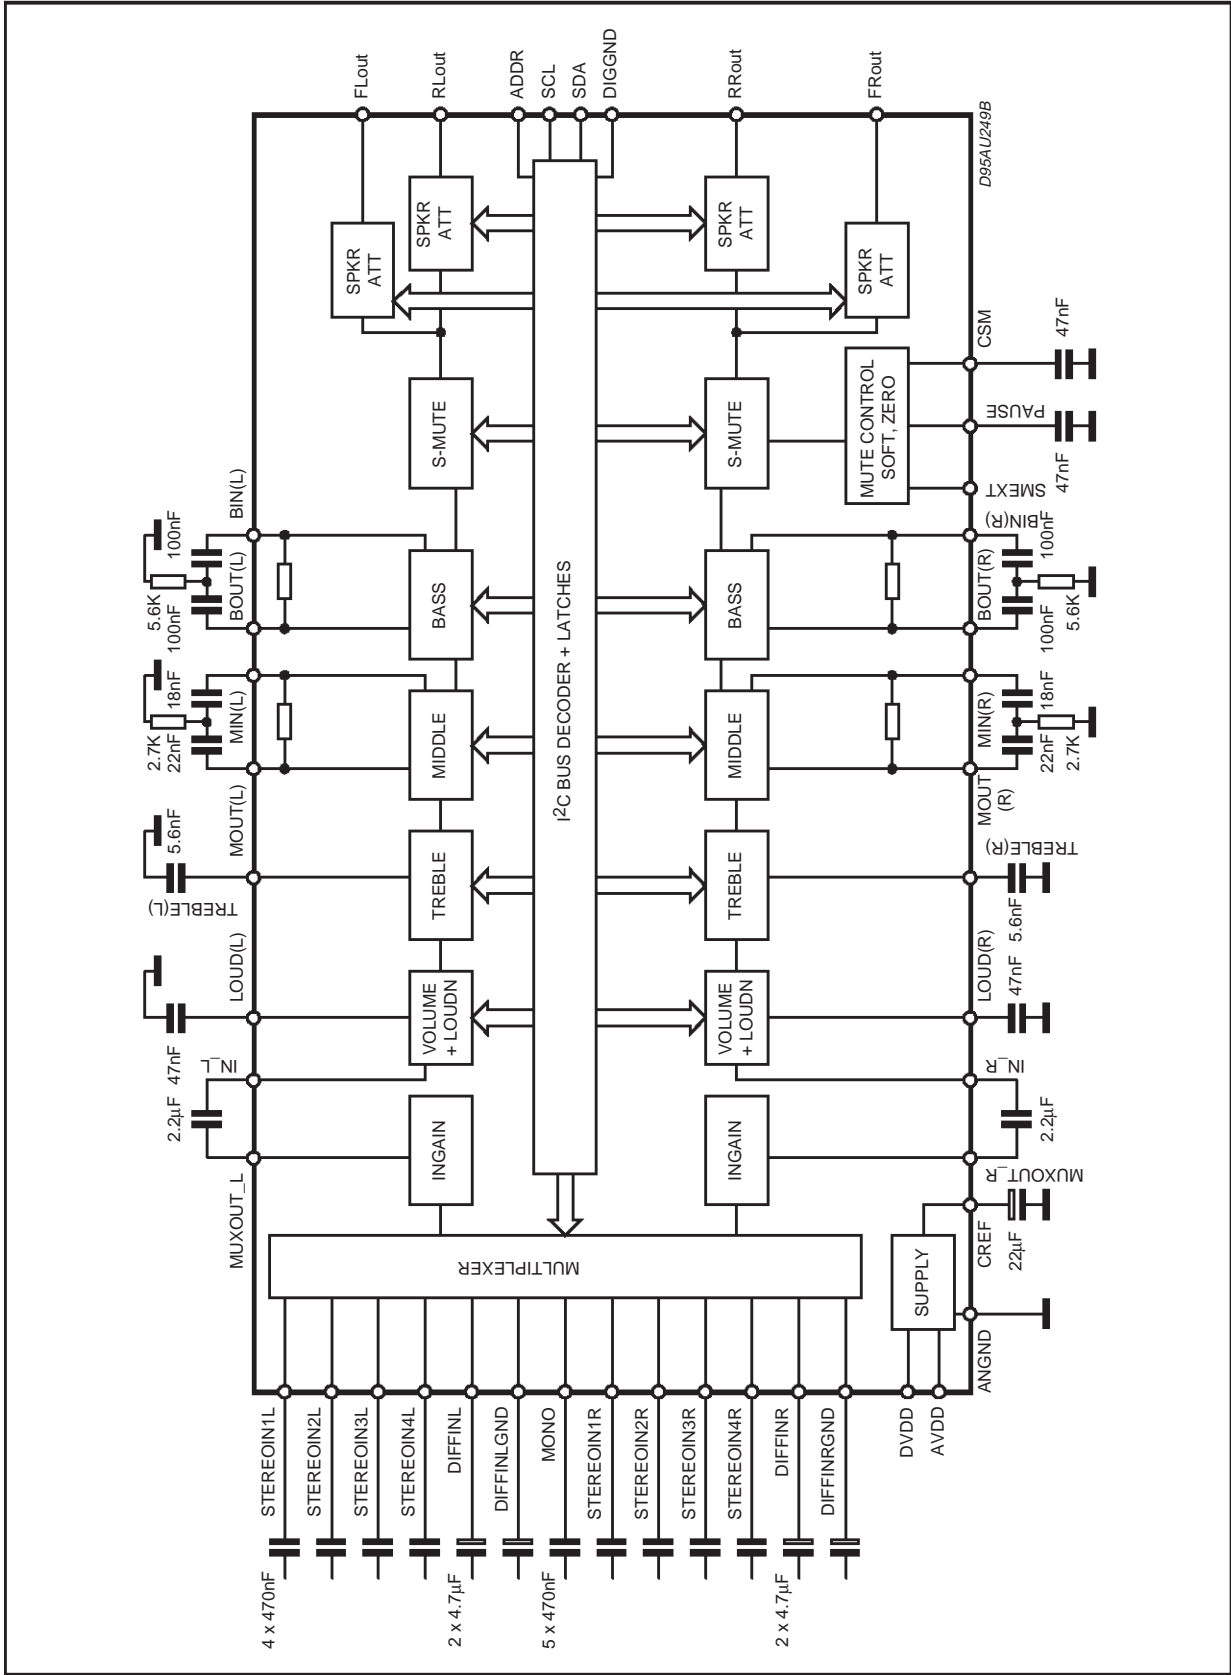 FLout
RLout
ADDR
SCL
SDA
DIGGND
RRout
FRout
D95AU249B
SPKR
ATT
SPKR
ATT
SPKR
ATT
SPKR
ATT
CSM
47nF
PAUSE
47nF
SMEXT
S-MUTE
S-MUTE
MUTE CONTROL
SOFT, ZERO
I2C BUS DECODER + LATCHES
BIN(L)
100nF
BOUT(L)
5.6K
100nF
BASS
BASS
BIN(R)
100nF
BOUT(R)
100nF
5.6K
18nF
MIN(L)
2.7K
22nF
MIDDLE
MIDDLE
18nF
MIN(R)
22nF
2.7K
MOUT(L)
MOUT
(R)
5.6nF
TREBLE(L)
TREBLE
TREBLE
TREBLE(R)
5.6nF
LOUD(L)
47nF
VOLUME
+ LOUDN
VOLUME
+ LOUDN
LOUD(R)
47nF
IN_L
2.2μF
IN_R
2.2μF
MUXOUT_L
INGAIN
INGAIN
MUXOUT_R
MULTIPLEXER
SUPPLY
CREF
22μF
ANGND
STEREOIN1L
STEREOIN2L
STEREOIN3L
STEREOIN4L
DIFFINL
DIFFINLGND
MONO
STEREOIN1R
STEREOIN2R
STEREOIN3R
STEREOIN4R
DIFFINR
DIFFINRGND
DVDD
AVDD
4 x 470nF
2 x 4.7μF
5 x 470nF
2 x 4.7μF